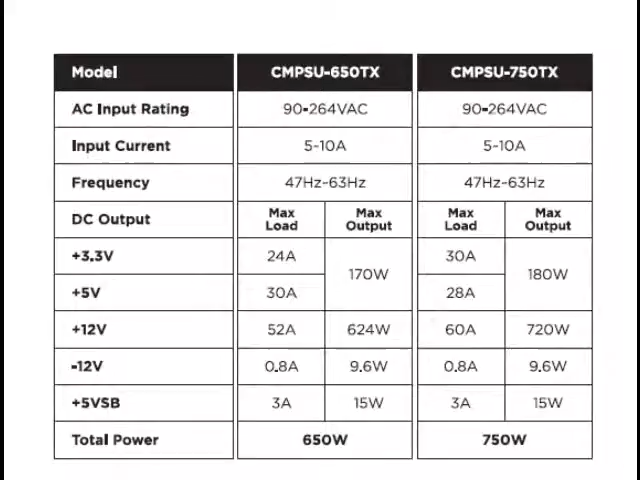 Model CMPSU-650TX CMPSU-750TX
AC Input Rating 90-264VAC 90-264VAC
Input Current 5-10A 5-10A
Frequency 47Hz-63Hz 47Hz-63Hz
DC Output Max Load Max Output Max Load Max Output
+3.3V 24A 170W 30A 180W
+5V 30A 28A
+12V 52A 624W 60A 720W
-12V 0.8A 9.6W 0.8A 9.6W
+5VSB 3A 15W 3A 15W
Total Power 650W 750W